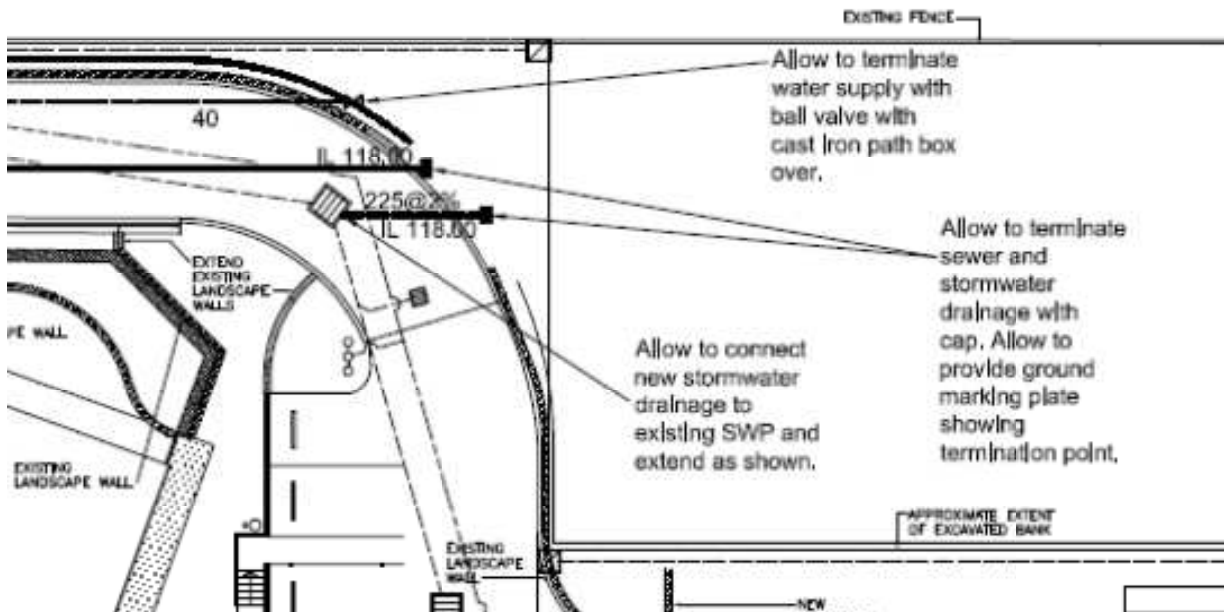 EXISTING FENCE
Allow to terminate
water supply with
ball valve with
cast iron path box
over.
40
IL 118.00
225@2%
IL 118.00
Allow to terminate
sewer and
stormwater
drainage with
cap. Allow to
provide ground
marking plate
showing
termination point.
EXTEND
EXISTING
LANDSCAPE
WALLS
PE WALL
Allow to connect
new stormwater
drainage to
existing SWP and
extend as shown.
EXISTING
LANDSCAPE WALL
APPROXIMATE EXTENT
OF EXCAVATED BANK
EXISTING
LANDSCAPE
WALL
NEW